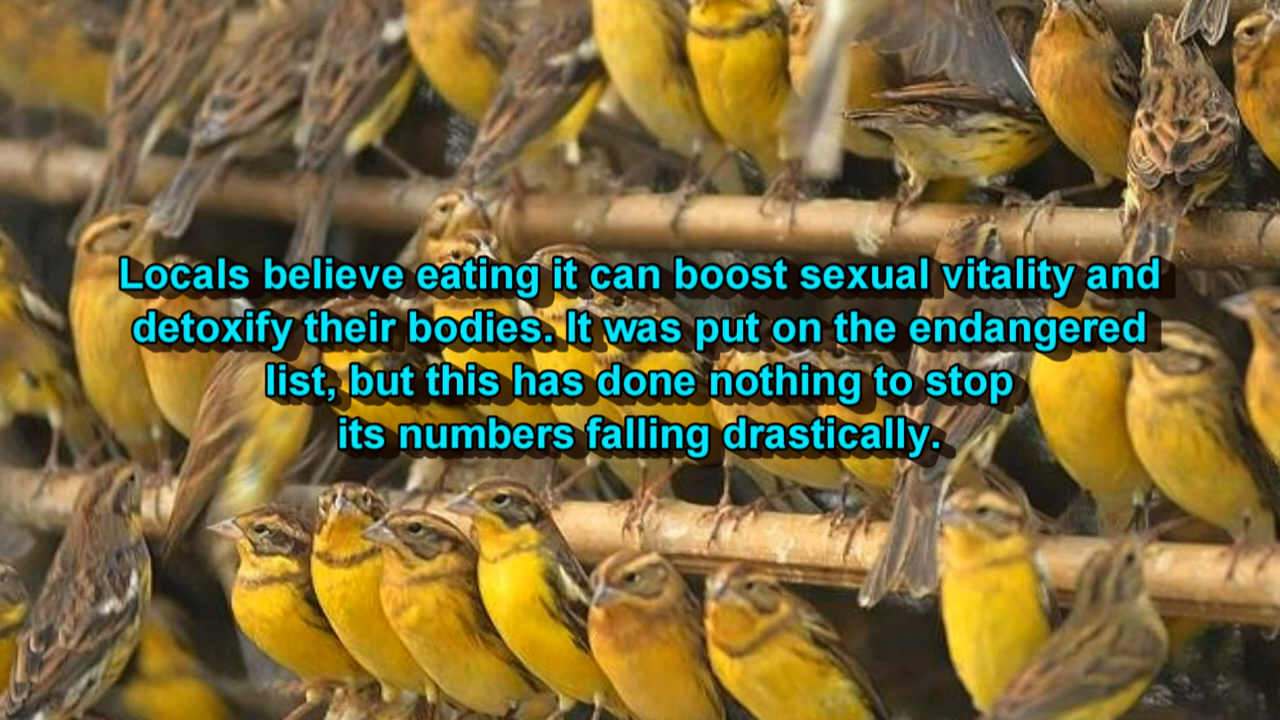 Locals believe eating it can boost sexual vitality and
detoxify their bodies. It was put on the endangered
list, but this has done nothing to stop
its numbers falling drastically.